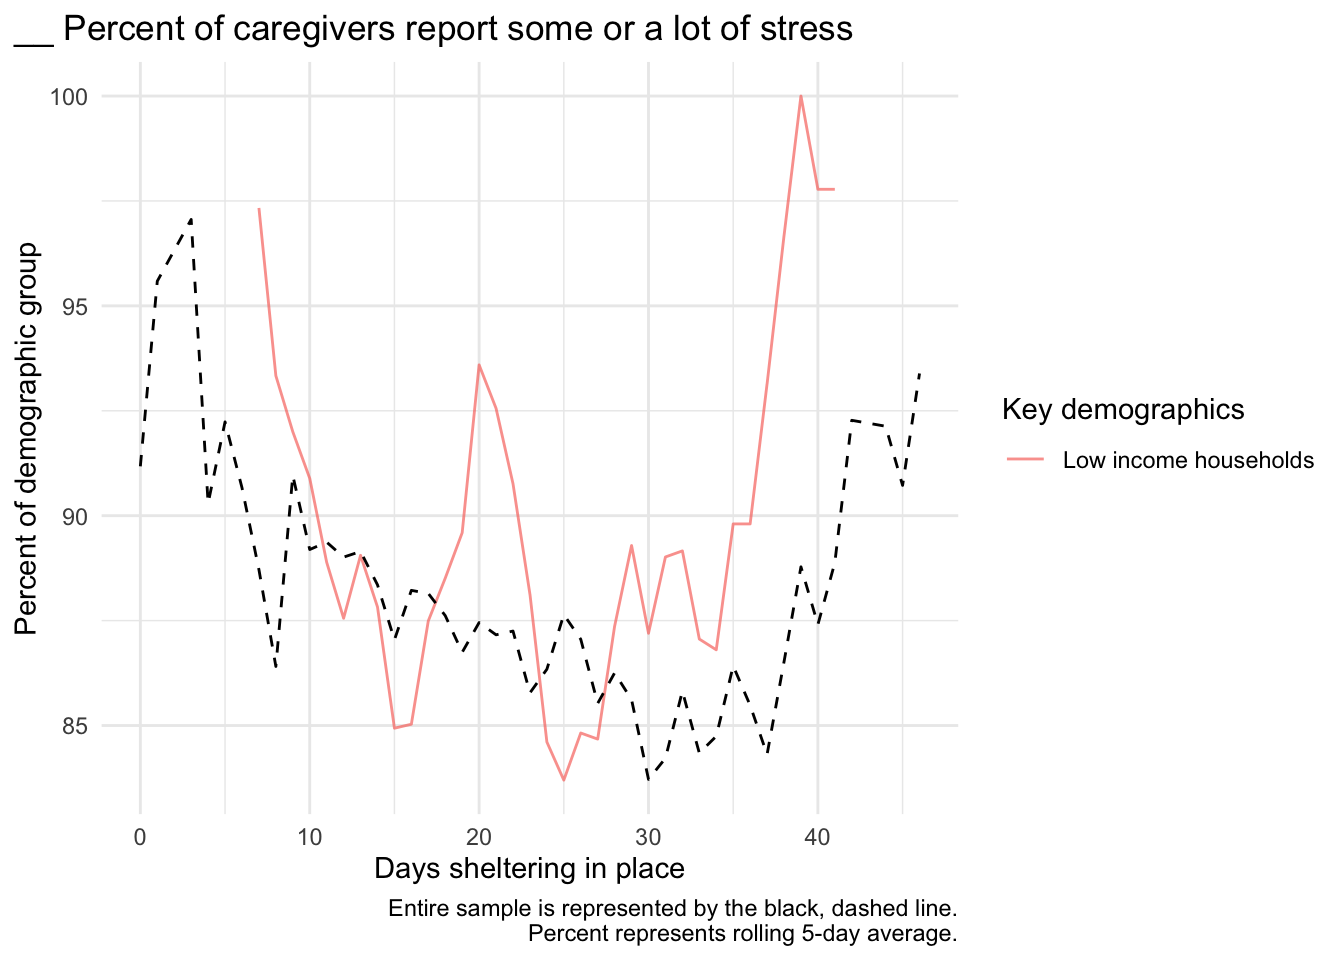 __ Percent of caregivers report some or a lot of stress
100
95
90
85
Percent of demographic group
0 10 20 30 40
Days sheltering in place
Key demographics
Low income households
Entire sample is represented by the black, dashed line.
Percent represents rolling 5-day average.